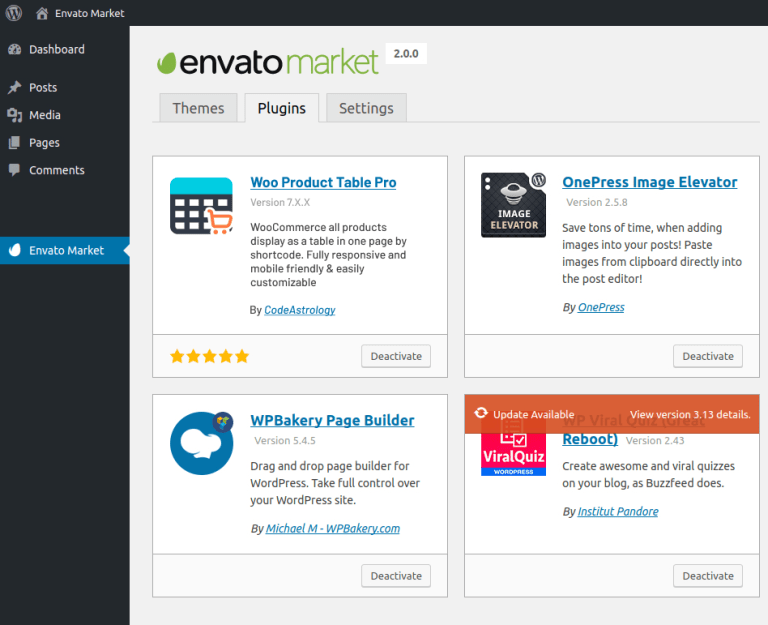 Envato Market
Dashboard
Posts
Media
Pages
Comments
Envato Market
envato market 2.0.0
Themes Plugins Settings
Woo Product Table Pro
Version 7.X.X
WooCommerce all products
display as a table in one page by
shortcode. Fully responsive and
mobile friendly & easily
customizable
By CodeAstrology
Deactivate
IMAGE
ELEVATOR
OnePress Image Elevator
Version 2.5.8
Save tons of time, when adding
images into your posts! Paste
images from clipboard directly into
the post editor!
By OnePress
Deactivate
WPBakery Page Builder
Version 5.4.5
Drag and drop page builder for
WordPress. Take full control over
your WordPress site.
By Michael M - WPBakery.com
Deactivate
Update Available View version 3.13 details.
ViralQuiz
WORDPRESS
WP Viral Quiz (Great
Reboot) Version 2.43
Create awesome and viral quizzes
on your blog, as Buzzfeed does.
By Institut Pandore
Deactivate